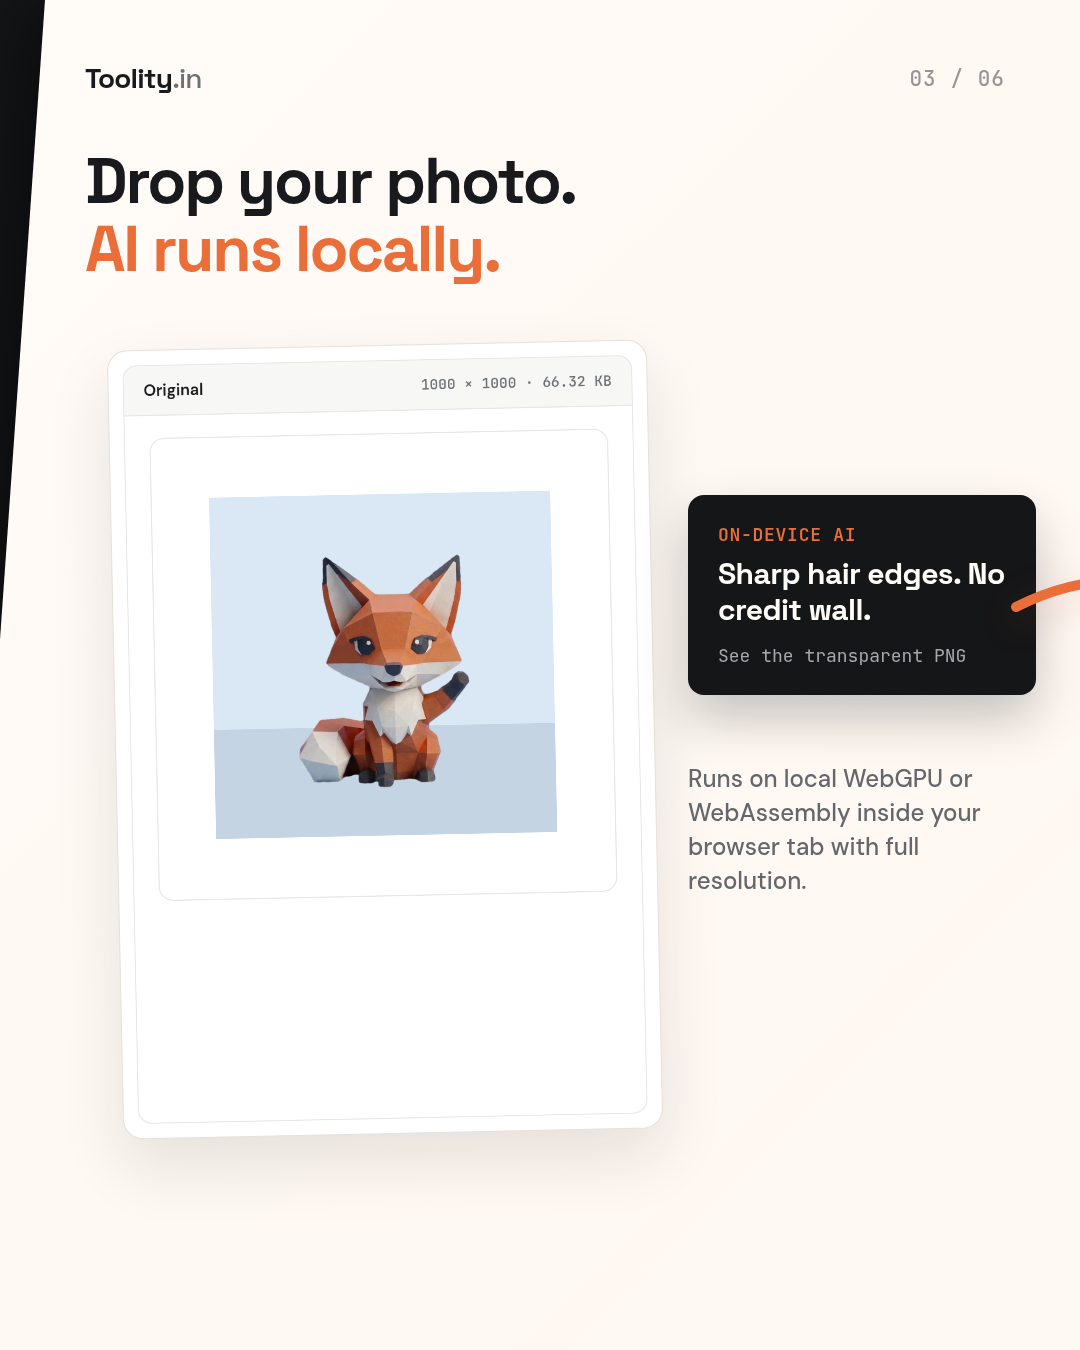 Toolity.in
03 / 06
Drop your photo.
AI runs locally.
Original
1000 × 1000 · 66.32 KB
ON-DEVICE AI
Sharp hair edges. No
credit wall.
See the transparent PNG
Runs on local WebGPU or
WebAssembly inside your
browser tab with full
resolution.